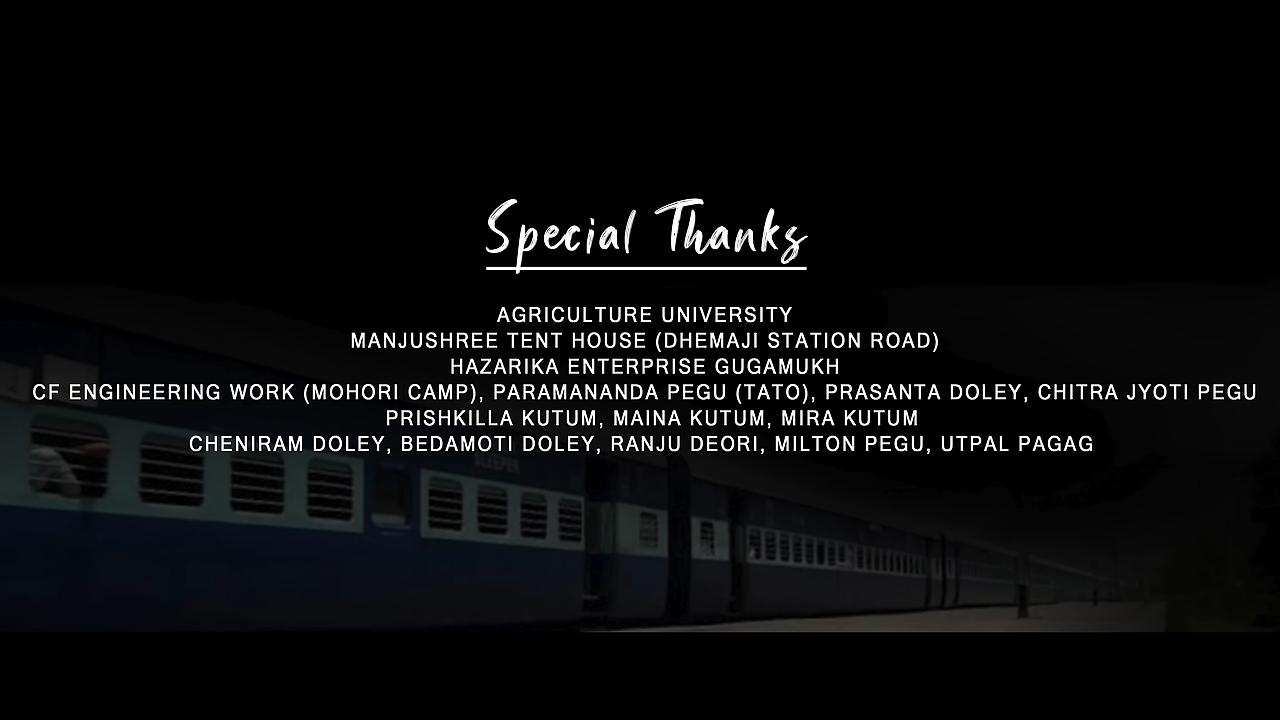 Special Thanks
AGRICULTURE UNIVERSITY
MANJUSHREE TENT HOUSE (DHEMAJI STATION ROAD)
HAZARIKA ENTERPRISE GUGAMUKH
CF ENGINEERING WORK (MOHORI CAMP), PARAMANANDA PEGU (TATO), PRASANTA DOLEY, CHITRA JYOTI PEGU
PRISHKILLA KUTUM, MAINA KUTUM, MIRA KUTUM
CHENIRAM DOLEY, BEDAMOTI DOLEY, RANJU DEORI, MILTON PEGU, UTPAL PAGAG
SLEEPER